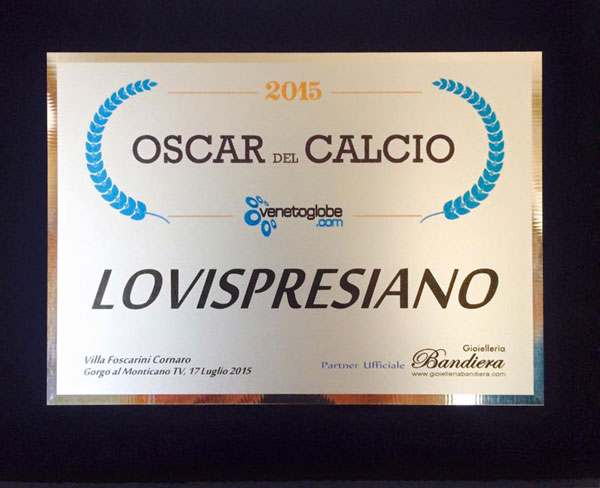 2015
OSCAR DEL CALCIO
venetoglobe
.com
LOVISPRESIANO
Villa Foscarini Cornaro
Gorgo al Monticano TV, 17 Luglio 2015
Partner Ufficiale
Gioielleria
Bandiera
www.gioielleriabandiera.com